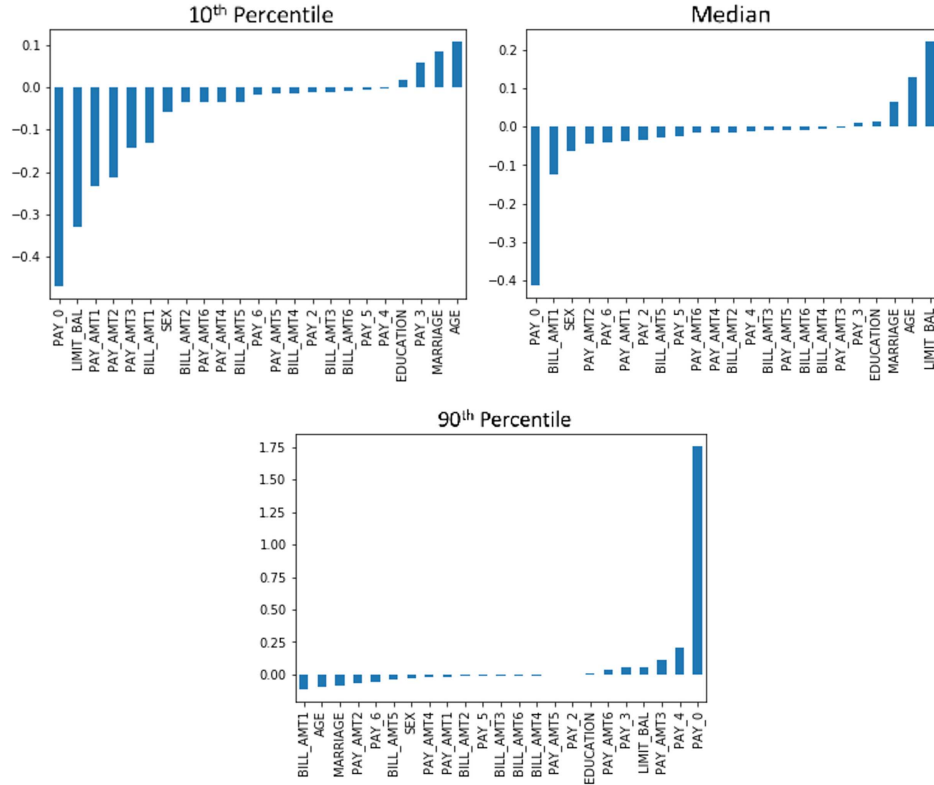 10th Percentile
0.1
0.0
−0.1
−0.2
−0.3
−0.4
PAY_0
LIMIT_BAL
PAY_AMT1
PAY_AMT2
PAY_AMT3
BILL_AMT1
SEX
BILL_AMT2
PAY_AMT6
PAY_AMT4
BILL_AMT5
PAY_6
PAY_AMT5
BILL_AMT4
PAY_2
BILL_AMT3
BILL_AMT6
PAY_5
PAY_4
EDUCATION
PAY_3
MARRIAGE
AGE
Median
0.2
0.1
0.0
−0.1
−0.2
−0.3
−0.4
PAY_0
BILL_AMT1
SEX
PAY_AMT2
PAY_6
PAY_AMT1
PAY_2
BILL_AMT5
PAY_5
PAY_AMT6
PAY_AMT4
BILL_AMT2
PAY_4
BILL_AMT3
PAY_AMT5
BILL_AMT6
BILL_AMT4
PAY_AMT3
PAY_3
EDUCATION
MARRIAGE
AGE
LIMIT_BAL
90th Percentile
1.75
1.50
1.25
1.00
0.75
0.50
0.25
0.00
BILL_AMT1
AGE
MARRIAGE
PAY_AMT2
PAY_6
BILL_AMT5
SEX
PAY_AMT4
PAY_AMT1
BILL_AMT2
PAY_5
BILL_AMT3
BILL_AMT6
BILL_AMT4
PAY_AMT5
PAY_2
EDUCATION
PAY_AMT6
PAY_3
LIMIT_BAL
PAY_AMT3
PAY_4
PAY_0